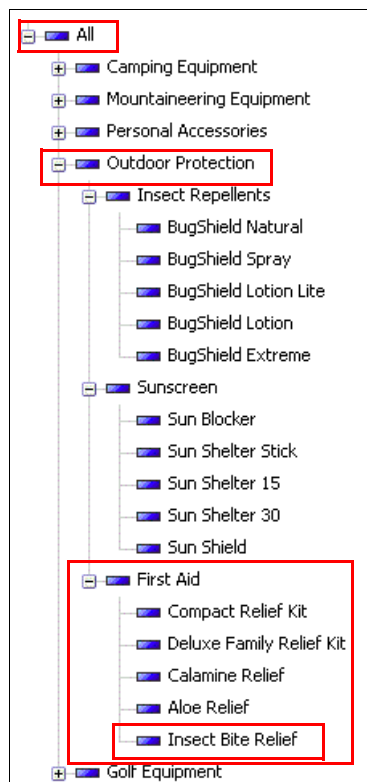 All
Camping Equipment
Mountaineering Equipment
Personal Accessories
Outdoor Protection
Insect Repellents
BugShield Natural
BugShield Spray
BugShield Lotion Lite
BugShield Lotion
BugShield Extreme
Sunscreen
Sun Blocker
Sun Shelter Stick
Sun Shelter 15
Sun Shelter 30
Sun Shield
First Aid
Compact Relief Kit
Deluxe Family Relief Kit
Calamine Relief
Aloe Relief
Insect Bite Relief
Golf Equipment